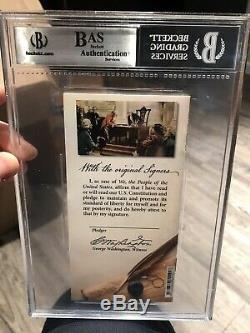 BAS
Beckett
Authentication
Services
BECKETT
GRADING
SERVICES
With the original Signers
I, as one of We, the People of the
United States, affirm that I have read
or will read our U.S. Constitution and
pledge to maintain and promote its
standard of liberty for myself and for
my posterity, and do hereby attest
to that by my signature.
Pledger
GWashington
George Washington, Witness